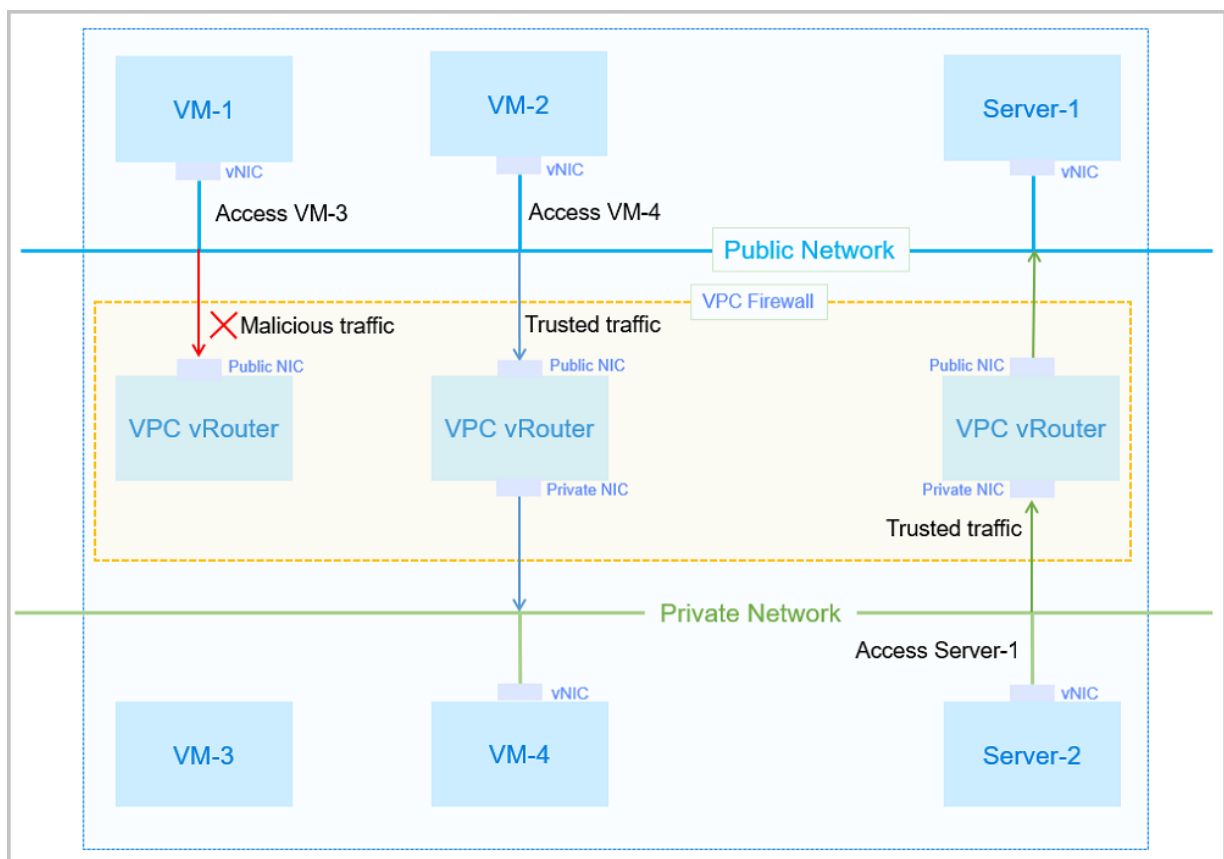 VM-1
VM-2
Server-1
vNIC
vNIC
vNIC
Access VM-3
Access VM-4
Public Network
VPC Firewall
Malicious traffic
Trusted traffic
Public NIC
Public NIC
Public NIC
VPC vRouter
VPC vRouter
VPC vRouter
Private NIC
Private NIC
Trusted traffic
Private Network
Access Server-1
vNIC
vNIC
VM-3
VM-4
Server-2